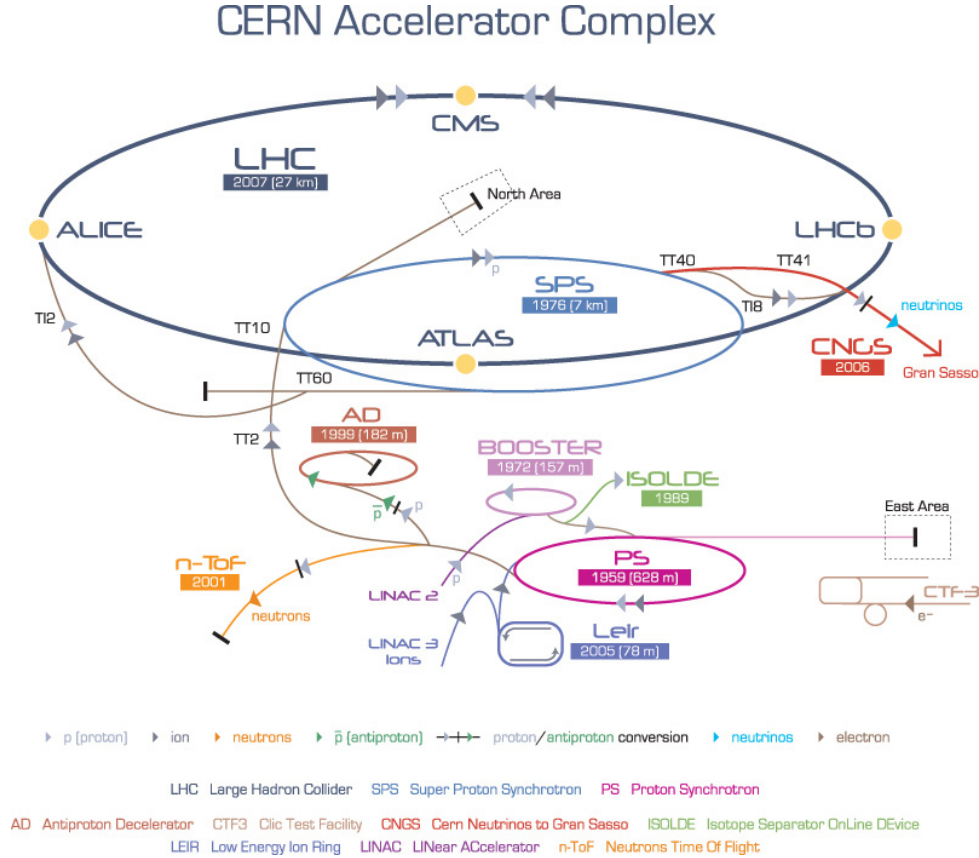 CERN Accelerator Complex
CMS
LHC
2007 (27 km)
North Area
ALICE
LHCb
p
TT40
TT41
SPS
1976 (7 km)
TI2
TI8
neutrinos
TT10
ATLAS
CNGS
2006
Gran Sasso
TT60
AD
TT2
1999 (182 m)
BOOSTER
1972 (157 m)
ISOLDE
1989
p̄
p
East Area
n-ToF
2001
PS
1959 (628 m)
p
LINAC 2
neutrons
CTF3
e-
LINAC 3
Ions
LeIr
2005 (78 m)
p (proton)
ion
neutrons
p̄ (antiproton)
proton/antiproton conversion
neutrinos
electron
LHC Large Hadron Collider SPS Super Proton Synchrotron PS Proton Synchrotron
AD Antiproton Decelerator CTF3 Clic Test Facility CNGS Cern Neutrinos to Gran Sasso ISOLDE Isotope Separator OnLine DEvice
LEIR Low Energy Ion Ring LINAC LINear ACcelerator n-ToF Neutrons Time Of Flight